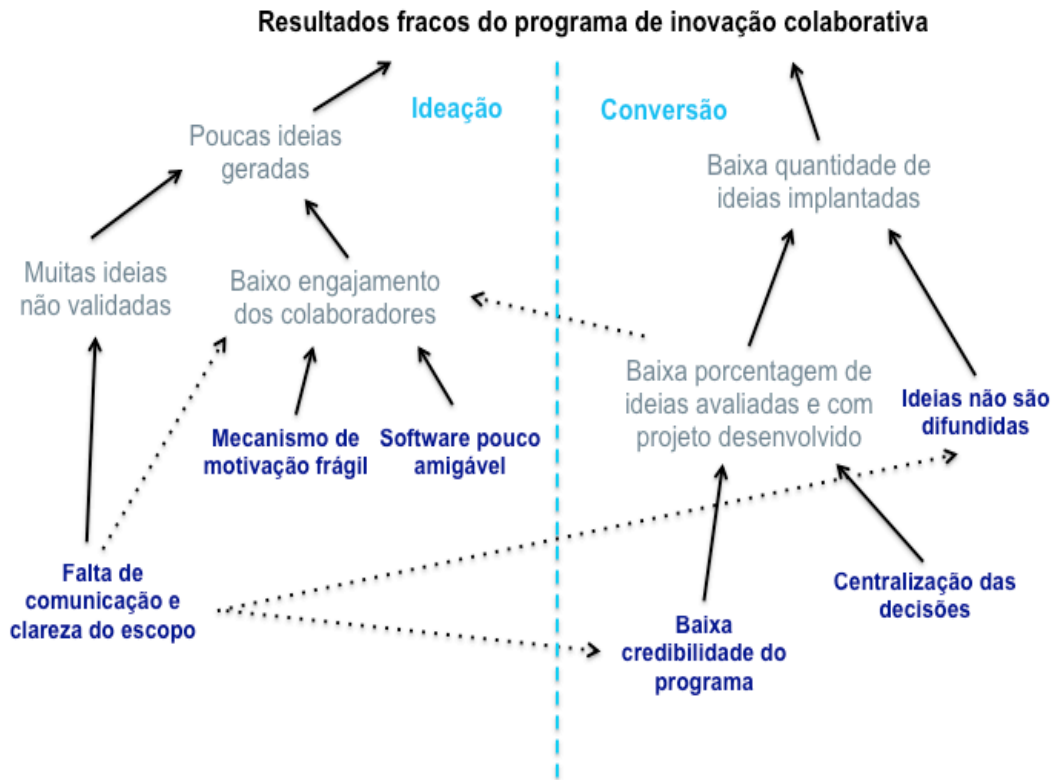 Resultados fracos do programa de inovação colaborativa
Ideação
Conversão
Poucas ideias
geradas
Baixa quantidade de
ideias implantadas
Muitas ideias
não validadas
Baixo engajamento
dos colaboradores
Baixa porcentagem de
ideias avaliadas e com
projeto desenvolvido
Ideias não são
difundidas
Mecanismo de
motivação frágil
Software pouco
amigável
Falta de
comunicação e
clareza do escopo
Centralização das
decisões
Baixa
credibilidade do
programa